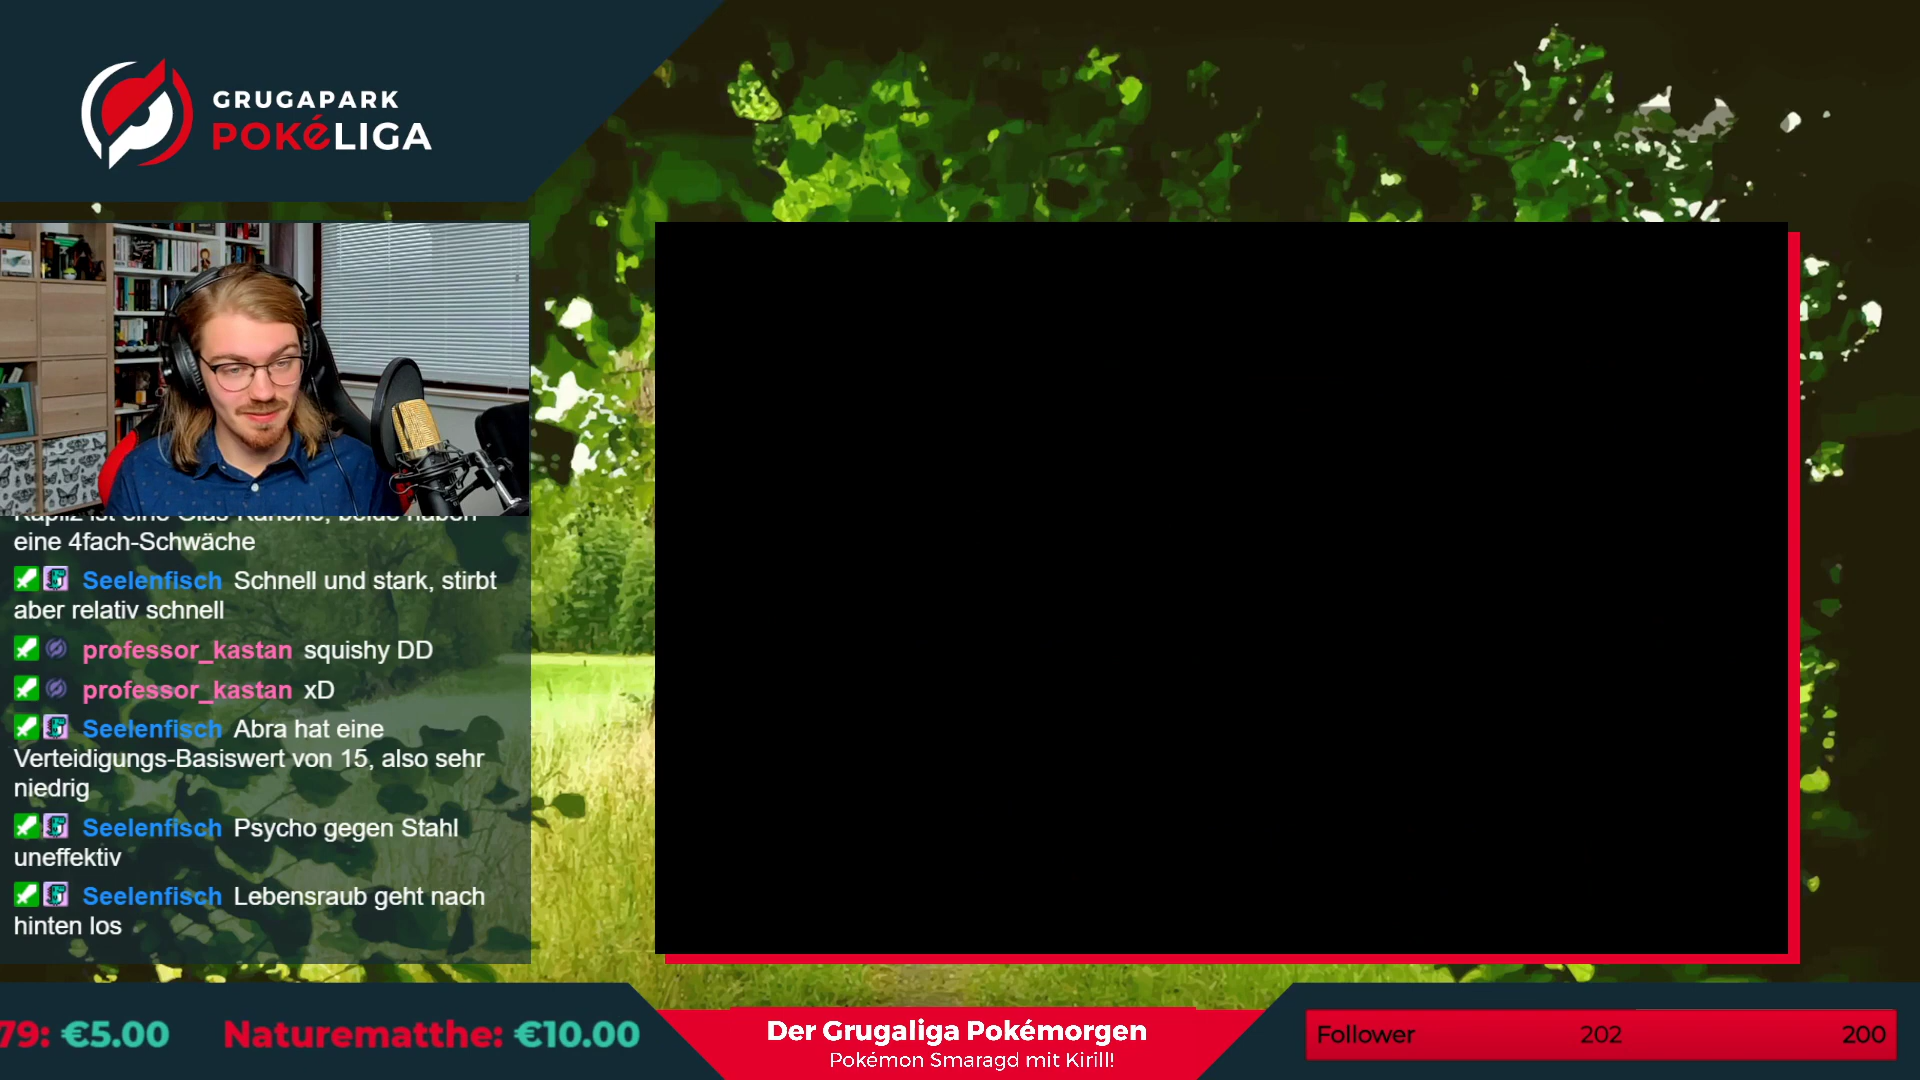 GRUGAPARK
POKéLIGA
eine 4fach-Schwäche
Seelenfisch Schnell und stark, stirbt
aber relativ schnell
professor_kastan squishy DD
professor_kastan xD
Seelenfisch Abra hat eine
Verteidigungs-Basiswert von 15, also sehr
niedrig
Seelenfisch Psycho gegen Stahl
uneffektiv
Seelenfisch Lebensraub geht nach
hinten los
79: €5.00 Naturematthe: €10.00
Der Grugaliga Pokémorgen
Pokémon Smaragd mit Kirill!
Follower 202 200